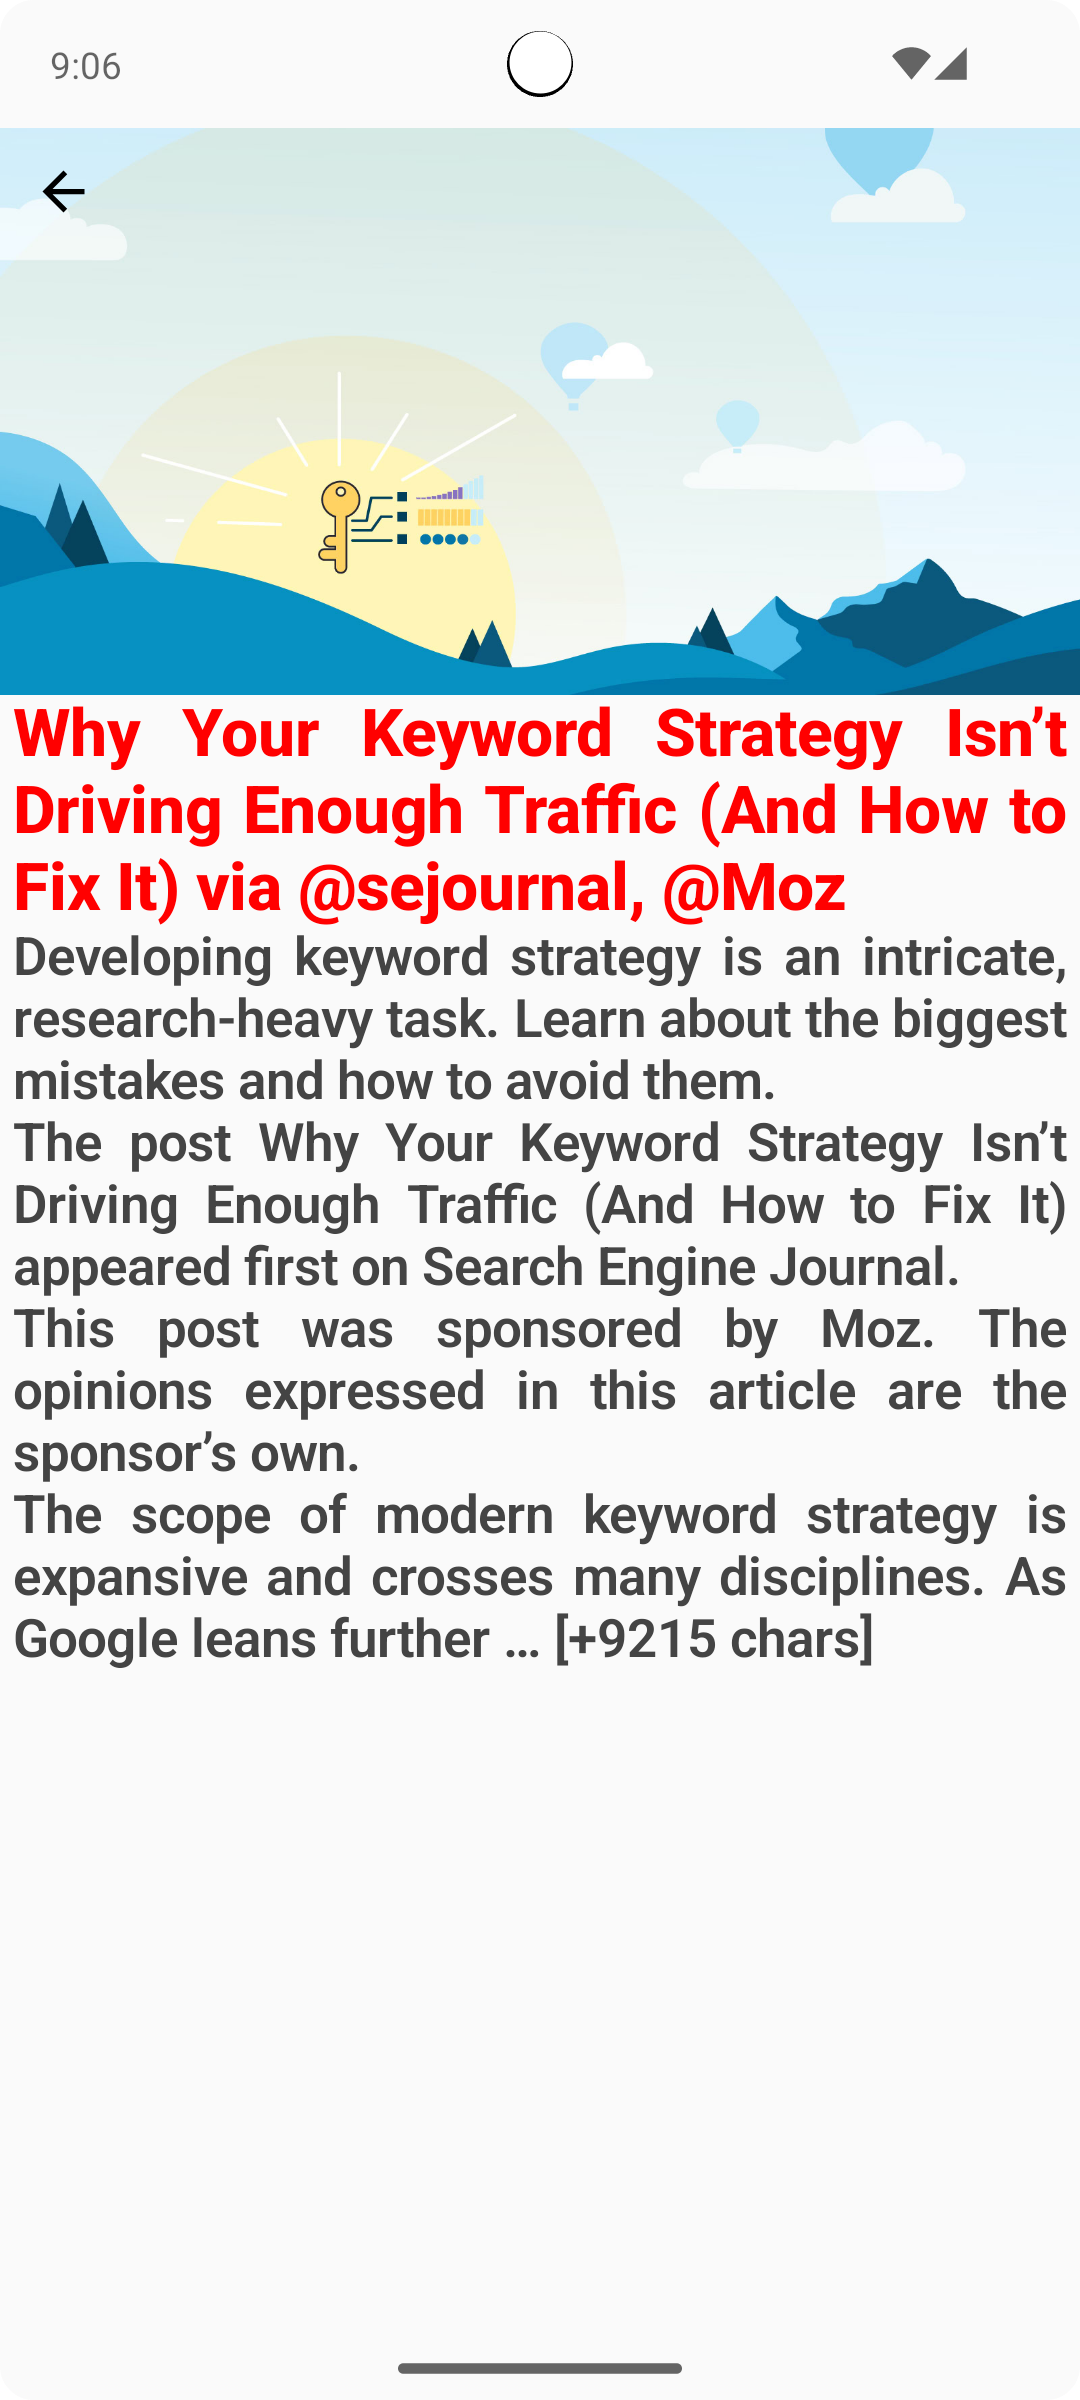 9:06
Why Your Keyword Strategy Isn’t
Driving Enough Traffic (And How to
Fix It) via @sejournal, @Moz
Developing keyword strategy is an intricate,
research-heavy task. Learn about the biggest
mistakes and how to avoid them.
The post Why Your Keyword Strategy Isn’t
Driving Enough Traffic (And How to Fix It)
appeared first on Search Engine Journal.
This post was sponsored by Moz. The
opinions expressed in this article are the
sponsor’s own.
The scope of modern keyword strategy is
expansive and crosses many disciplines. As
Google leans further … [+9215 chars]